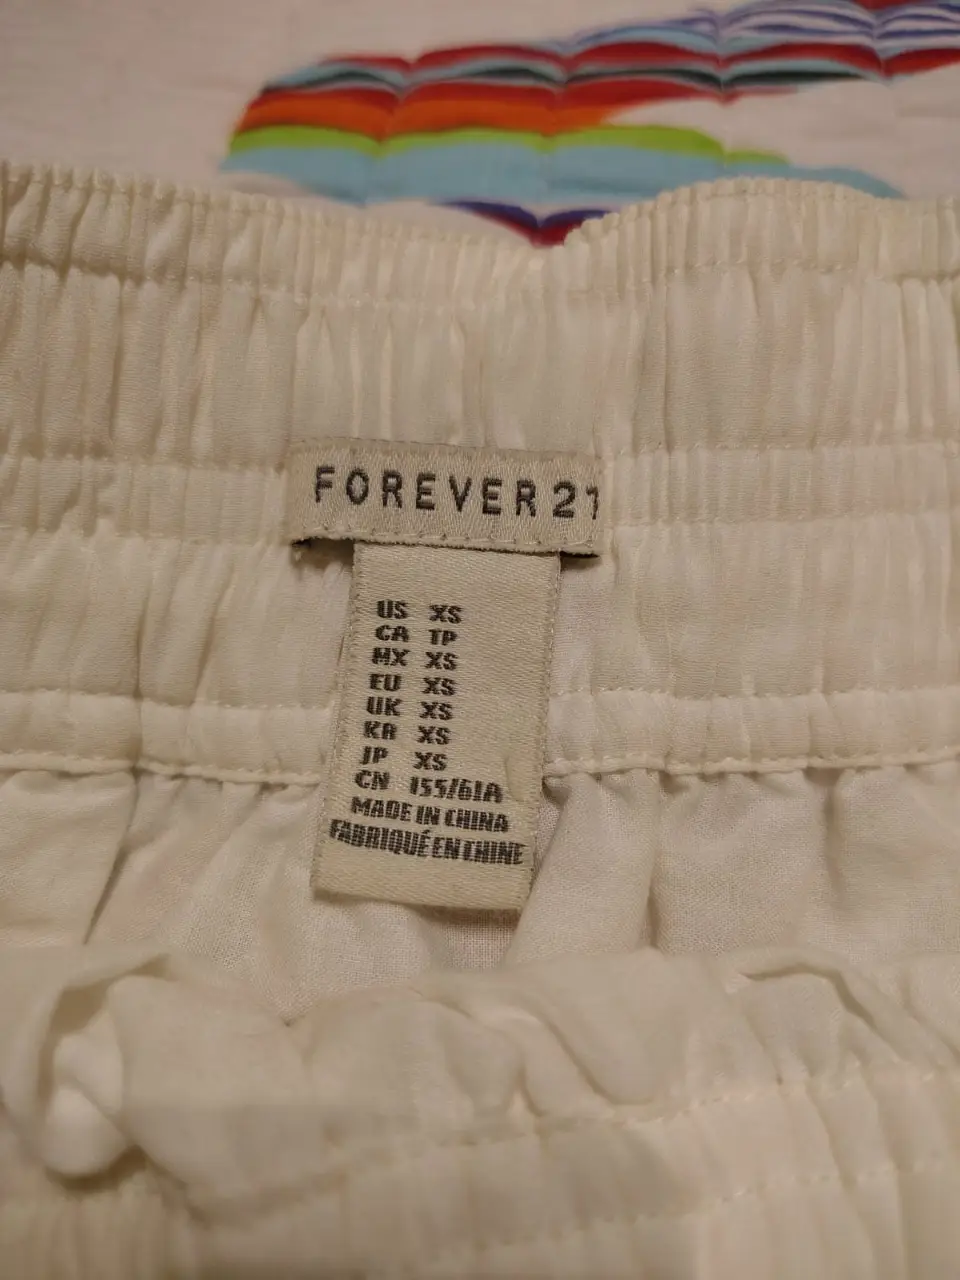 FOREVER 21
US XS
CA TP
MX XS
EU XS
UK XS
KR XS
JP XS
CN 155/61A
MADE IN CHINA
FABRIQUÉ EN CHINE